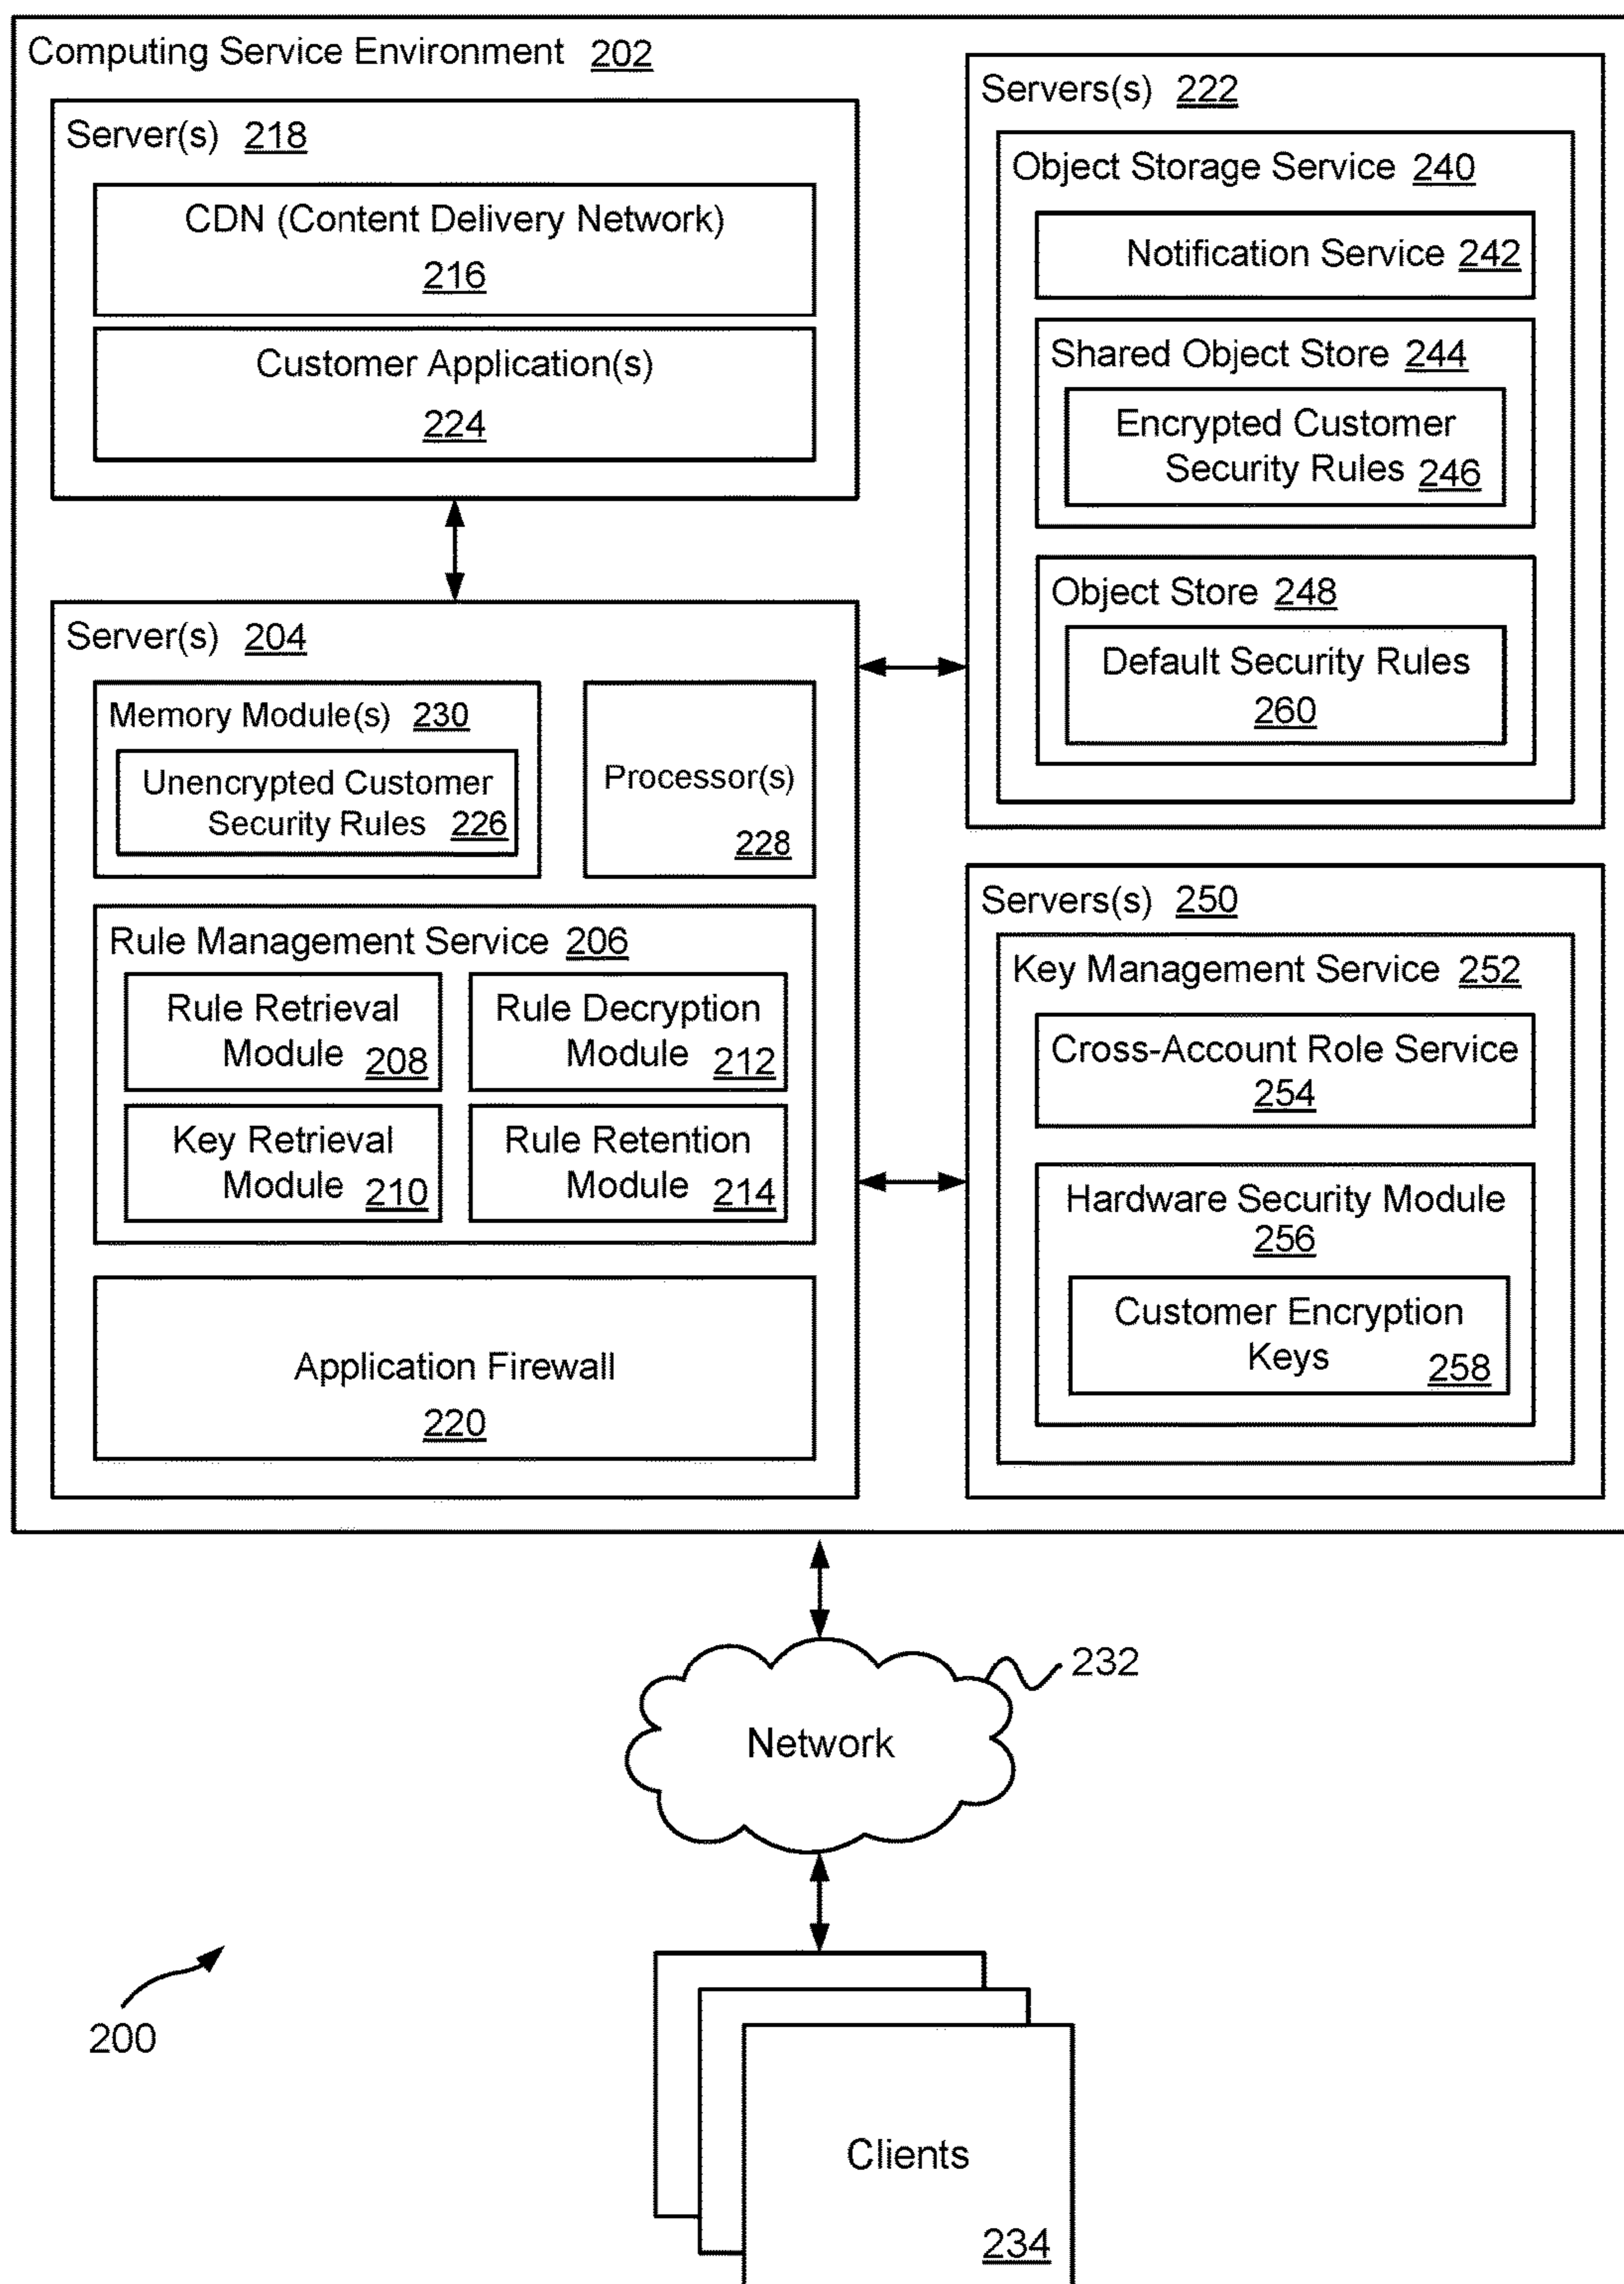 Computing Service Environment 202
Server(s) 218
CDN (Content Delivery Network)
216
Customer Application(s)
224
Server(s) 204
Memory Module(s) 230
Unencrypted Customer
Security Rules 226
Processor(s)
228
Rule Management Service 206
Rule Retrieval
Module 208
Rule Decryption
Module 212
Key Retrieval
Module 210
Rule Retention
Module 214
Application Firewall
220
Servers(s) 222
Object Storage Service 240
Notification Service 242
Shared Object Store 244
Encrypted Customer
Security Rules 246
Object Store 248
Default Security Rules
260
Servers(s) 250
Key Management Service 252
Cross-Account Role Service
254
Hardware Security Module
256
Customer Encryption
Keys 258
232
Network
200
Clients
234